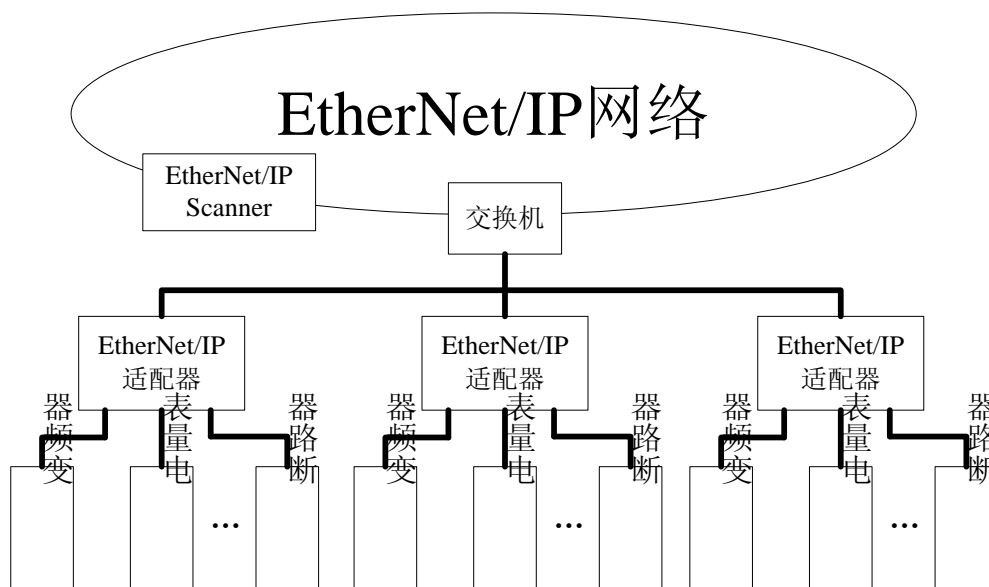 EtherNet/IP网络
EtherNet/IP
Scanner
交换机
EtherNet/IP
适配器
EtherNet/IP
适配器
EtherNet/IP
适配器
器频变
表量电
器路断
器频变
表量电
器路断
器频变
表量电
器路断
...
...
...